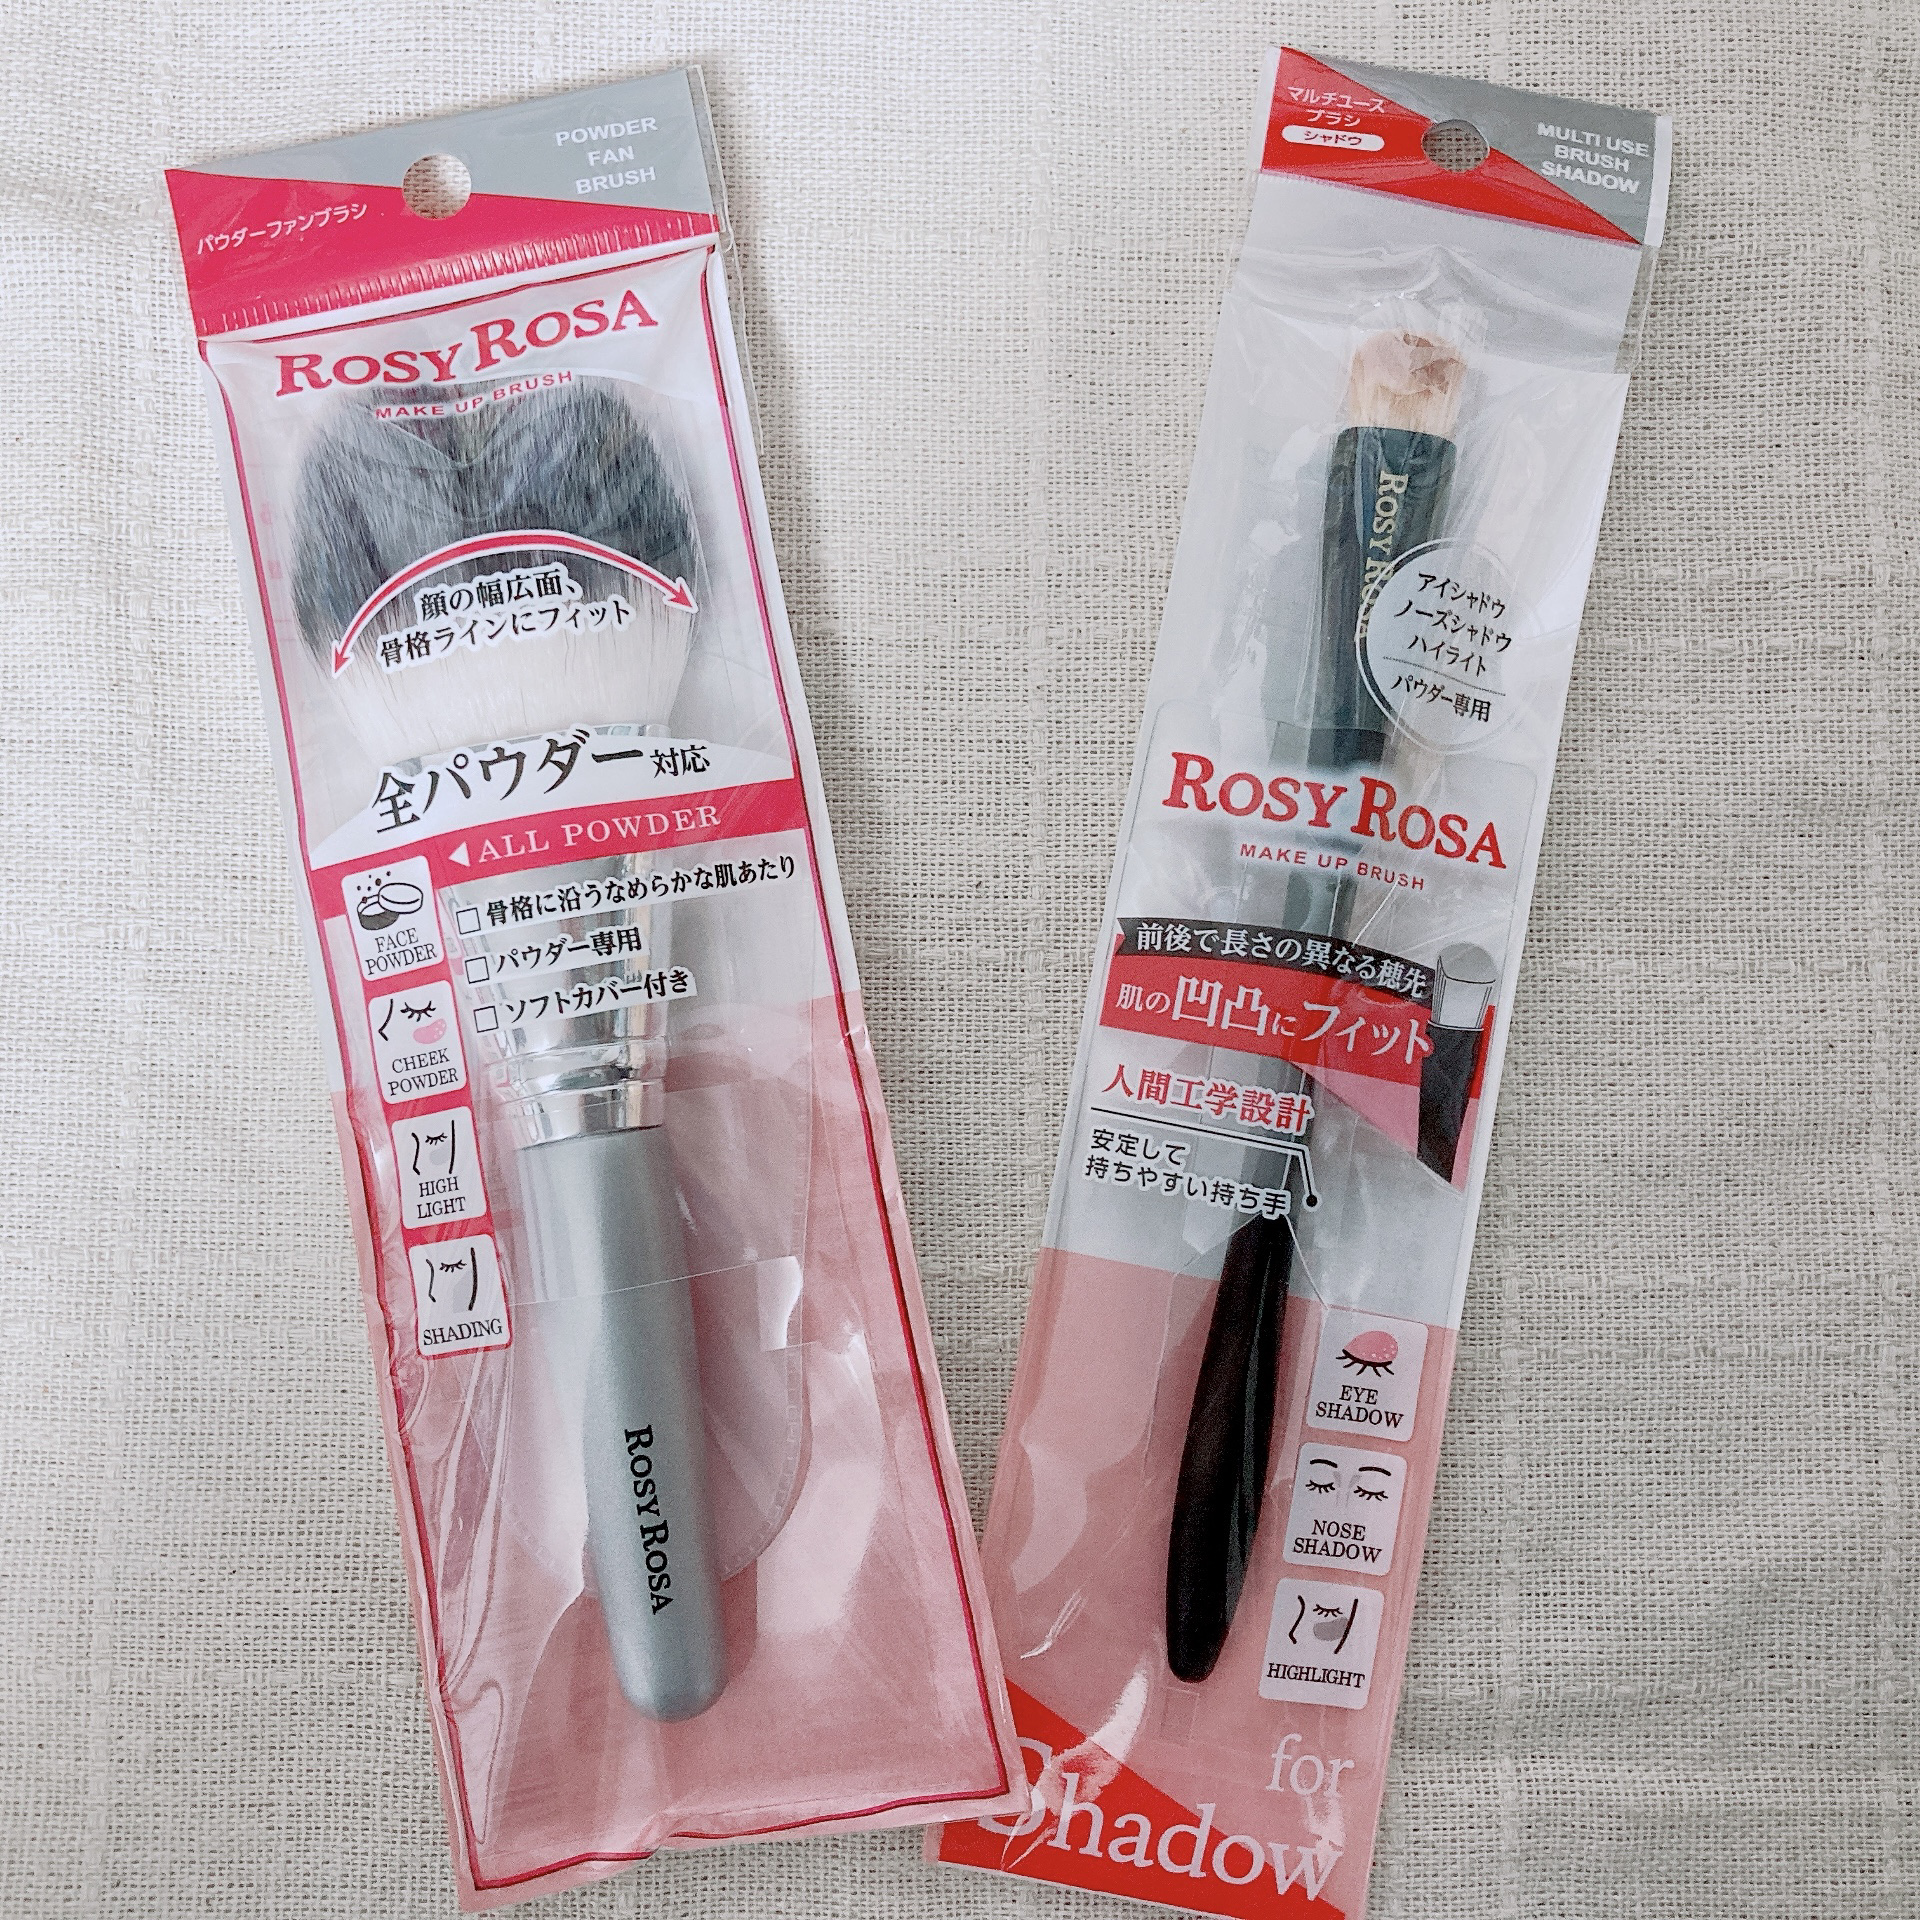 パウダーファンブラシ
POWDER
FAN
BRUSH
ROSY ROSA
MAKE UP BRUSH
顔の幅広面、
骨格ラインにフィット
全パウダー対応
ALL POWDER
FACE
POWDER
CHEEK
POWDER
HIGH
LIGHT
SHADING
□ 骨格に沿うなめらかな肌あたり
□ パウダー専用
□ ソフトカバー付き
ROSY ROSA
マルチユース
ブラシ
シャドウ
MULTI USE
BRUSH
SHADOW
ROSY ROSA
アイシャドウ
ノーズシャドウ
ハイライト
パウダー専用
ROSY ROSA
MAKE UP BRUSH
前後で長さの異なる穂先
肌の凹凸にフィット
人間工学設計
安定して
持ちやすい持ち手
EYE
SHADOW
NOSE
SHADOW
HIGHLIGHT
for
Shadow